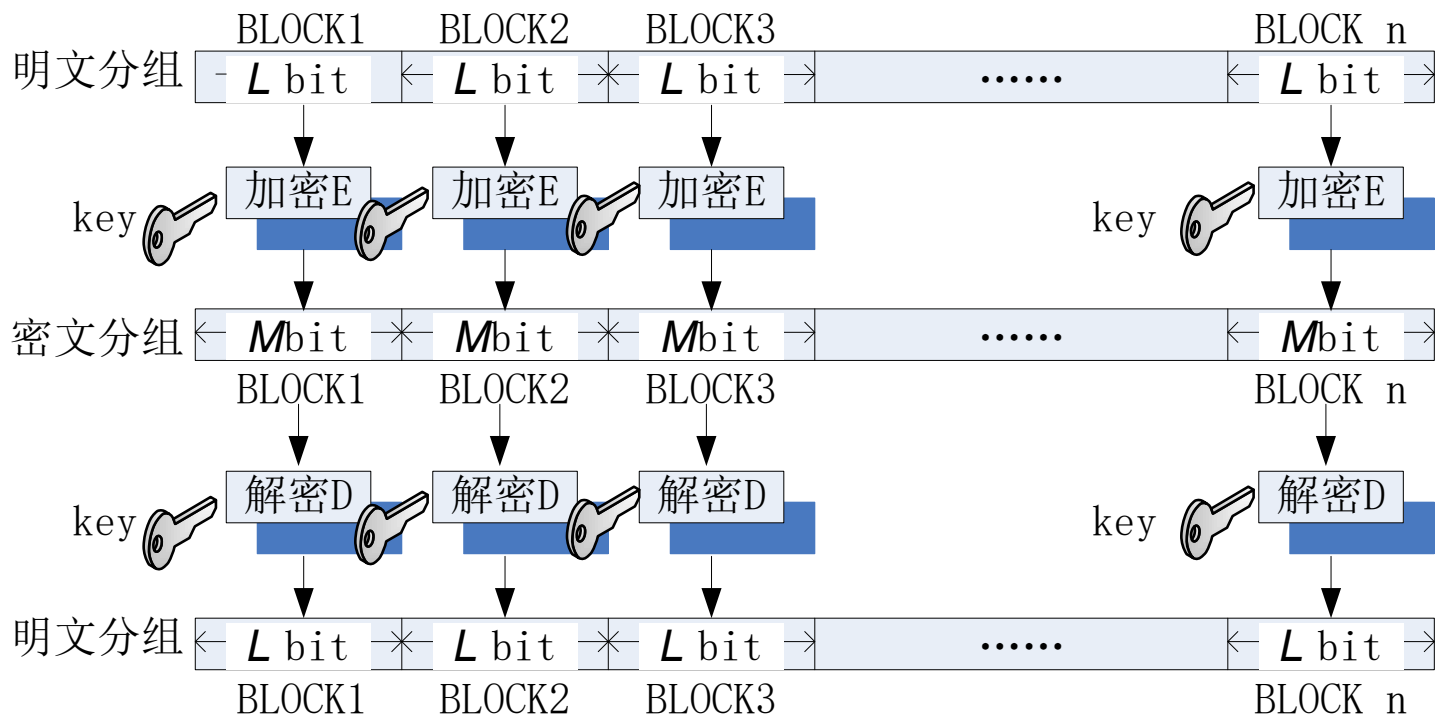 BLOCK1 BLOCK2 BLOCK3 BLOCK n
明文分组 L bit L bit L bit …… L bit
加密E 加密E 加密E 加密E
key key
密文分组 Mbit Mbit Mbit …… Mbit
BLOCK1 BLOCK2 BLOCK3 BLOCK n
解密D 解密D 解密D 解密D
key key
明文分组 L bit L bit L bit …… L bit
BLOCK1 BLOCK2 BLOCK3 BLOCK n